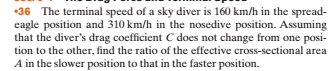 •36 The terminal speed of a sky diver is 160 km/h in the spread-
eagle position and 310 km/h in the nosedive position. Assuming
that the diver's drag coefficient C does not change from one posi-
tion to the other, find the ratio of the effective cross-sectional area
A in the slower position to that in the faster position.